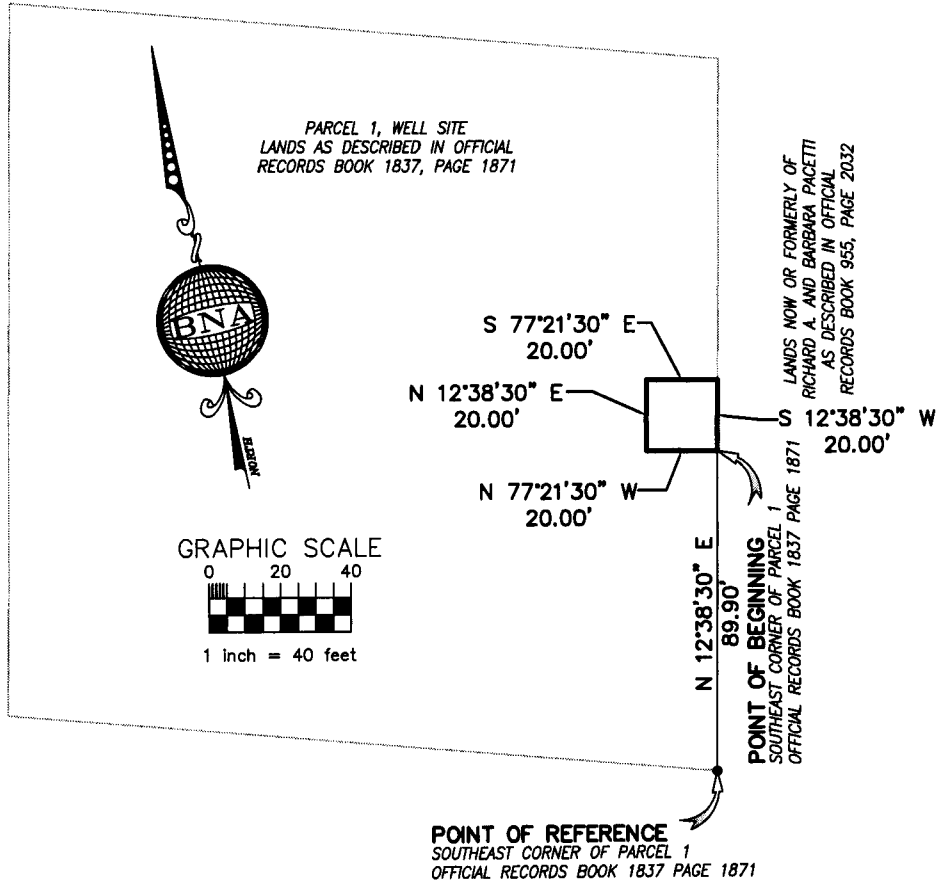 PARCEL 1, WELL SITE
LANDS AS DESCRIBED IN OFFICIAL
RECORDS BOOK 1837, PAGE 1871
LANDS NOW OR FORMERLY OF
RICHARD A. AND BARBARA PACETTI
AS DESCRIBED IN OFFICIAL
RECORDS BOOK 955, PAGE 2032
BNA
NORTH
S 77°21'30" E
20.00'
N 12°38'30" E
20.00'
S 12°38'30" W
20.00'
N 77°21'30" W
20.00'
GRAPHIC SCALE
0 20 40
1 inch = 40 feet
N 12°38'30" E
89.90'
POINT OF BEGINNING
SOUTHEAST CORNER OF PARCEL 1
OFFICIAL RECORDS BOOK 1837 PAGE 1871
POINT OF REFERENCE
SOUTHEAST CORNER OF PARCEL 1
OFFICIAL RECORDS BOOK 1837 PAGE 1871